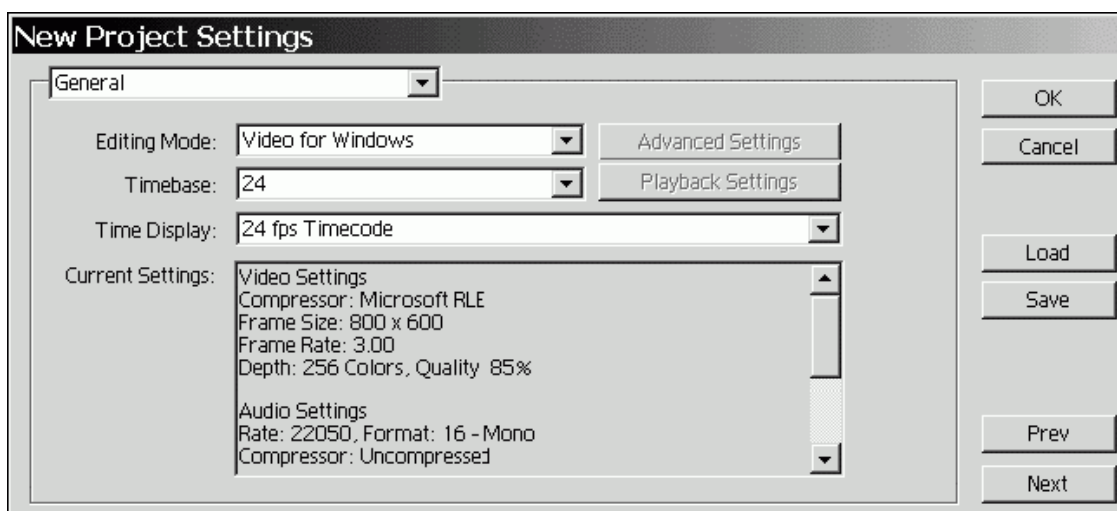 New Project Settings
General
OK
Editing Mode: Video for Windows Advanced Settings
Cancel
Timebase: 24 Playback Settings
Time Display: 24 fps Timecode
Load
Current Settings: Video Settings
Compressor: Microsoft RLE
Save
Frame Size: 800 x 600
Frame Rate: 3.00
Depth: 256 Colors, Quality 85%
Audio Settings
Rate: 22050, Format: 16 - Mono
Prev
Compressor: Uncompressed
Next